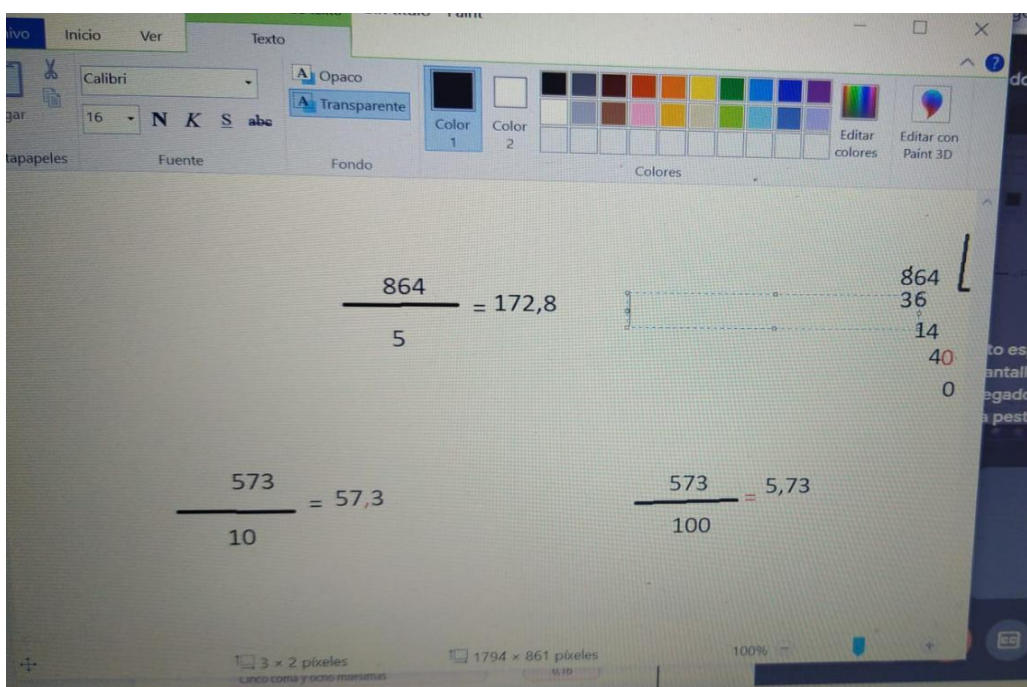 Inicio Ver Texto
Calibri
16 N K S abc
Fuente
Opaco
Transparente
Fondo
Color 1
Color 2
Colores
Editar colores
Editar con Paint 3D
864
5
= 172,8
864
36
14
40
0
573
10
= 57,3
573
100
= 5,73
3 × 2 píxeles
1794 × 861 píxeles
100%